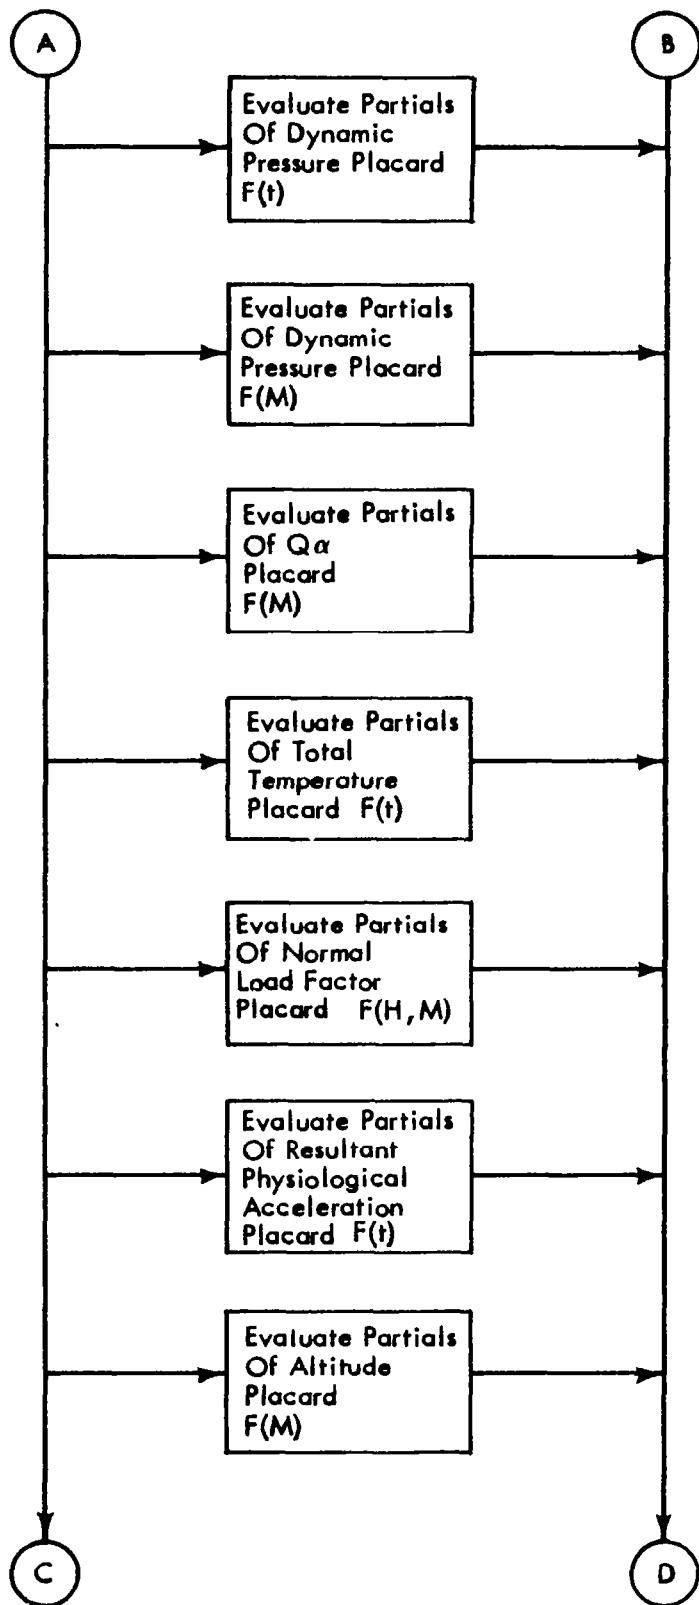 A
B
Evaluate Partials
Of Dynamic
Pressure Placard
F(t)
Evaluate Partials
Of Dynamic
Pressure Placard
F(M)
Evaluate Partials
Of Qα
Placard
F(M)
Evaluate Partials
Of Total
Temperature
Placard F(t)
Evaluate Partials
Of Normal
Load Factor
Placard F(H,M)
Evaluate Partials
Of Resultant
Physiological
Acceleration
Placard F(t)
Evaluate Partials
Of Altitude
Placard
F(M)
C
D